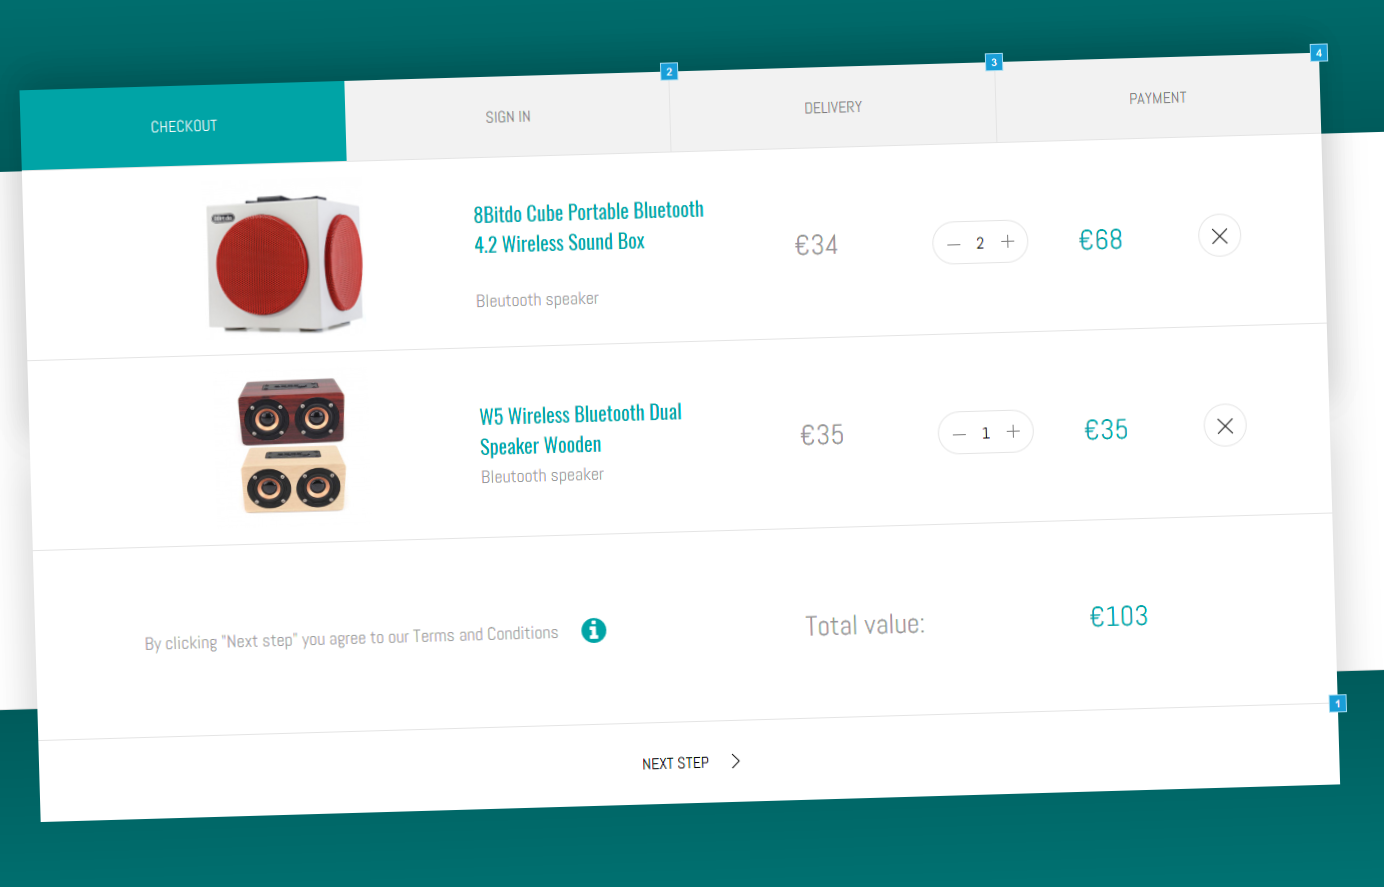 2
3
4
CHECKOUT
SIGN IN
DELIVERY
PAYMENT
8Bitdo Cube Portable Bluetooth
4.2 Wireless Sound Box
Bleutooth speaker
€34
— 2 +
€68
W5 Wireless Bluetooth Dual
Speaker Wooden
Bleutooth speaker
€35
— 1 +
€35
By clicking "Next step" you agree to our Terms and Conditions
Total value:
€103
1
NEXT STEP